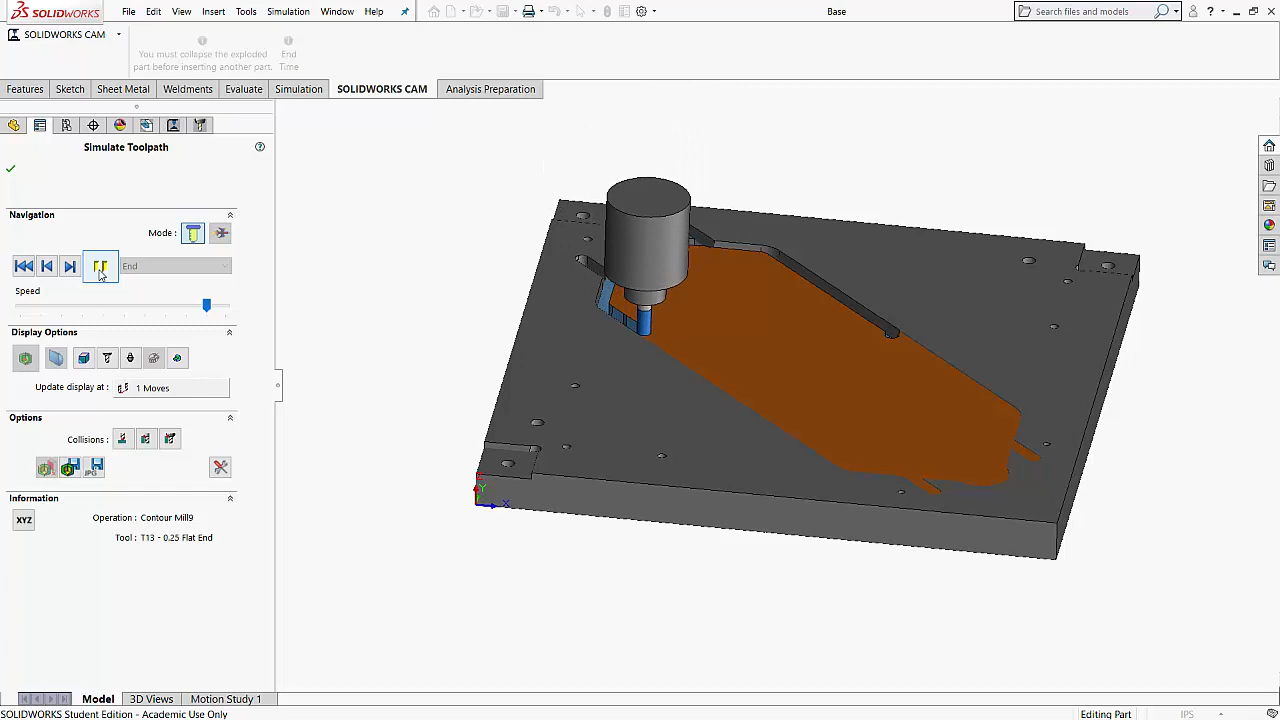 SOLIDWORKS File Edit View Insert Tools Simulation Window Help Base Search files and models ?
SOLIDWORKS CAM
You must collapse the exploded part before inserting another part.
End Time
Features Sketch Sheet Metal Weldments Evaluate Simulation SOLIDWORKS CAM Analysis Preparation
Simulate Toolpath
Navigation
Mode :
End
Speed
Display Options
Update display at : 1 Moves
Options
Collisions :
JPG
Information
XYZ
Operation : Contour Mill9
Tool : T13 - 0.25 Flat End
Z
Y
X
Model 3D Views Motion Study 1
SOLIDWORKS Student Edition - Academic Use Only Editing Part IPS